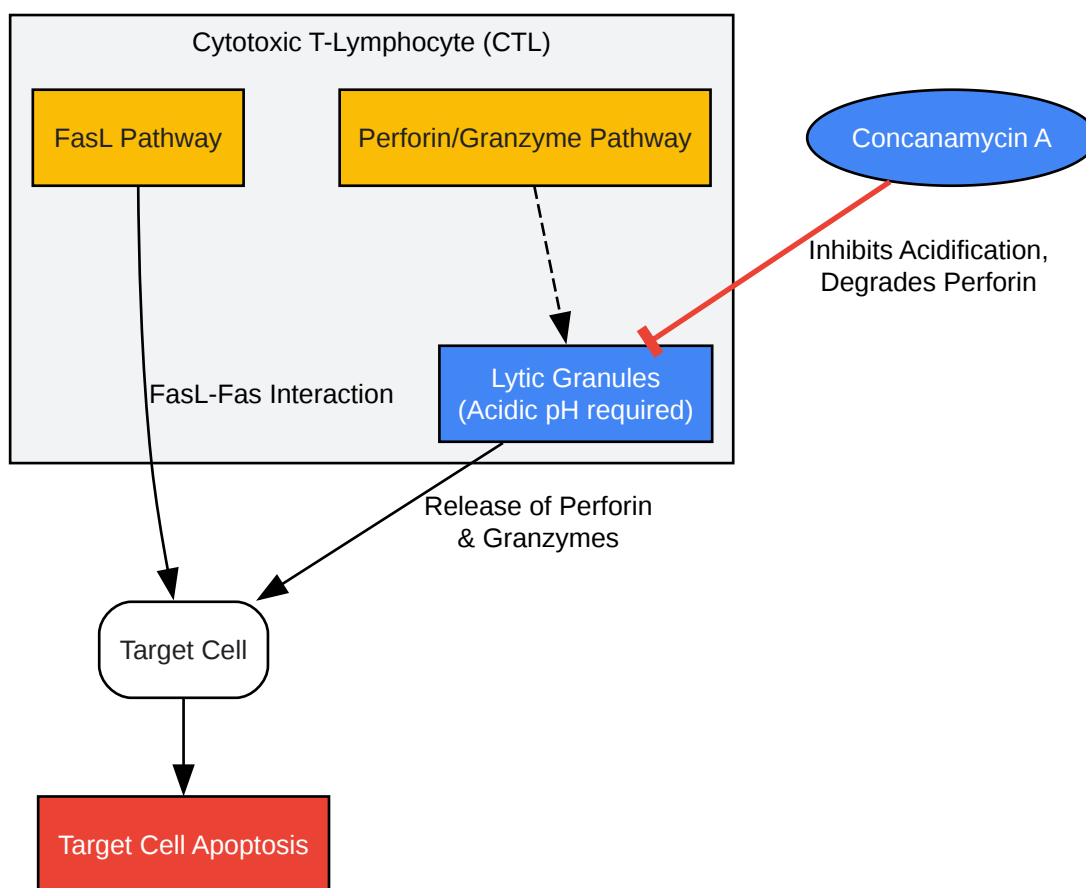 Cytotoxic T-Lymphocyte (CTL)
FasL Pathway
Perforin/Granzyme Pathway
Concanamycin A
Inhibits Acidification,
Degrades Perforin
Lytic Granules
(Acidic pH required)
FasL-Fas Interaction
Release of Perforin
& Granzymes
Target Cell
Target Cell Apoptosis